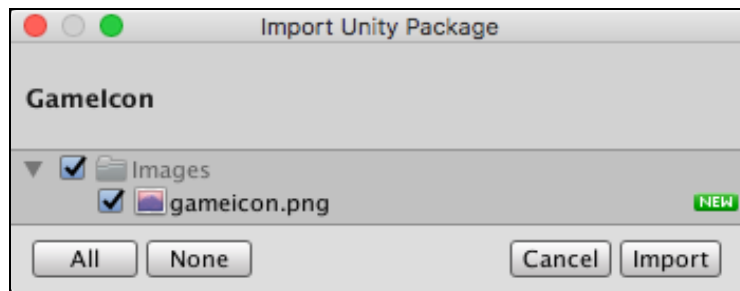 Import Unity Package
GameIcon
Images
gameicon.png NEW
All None Cancel Import